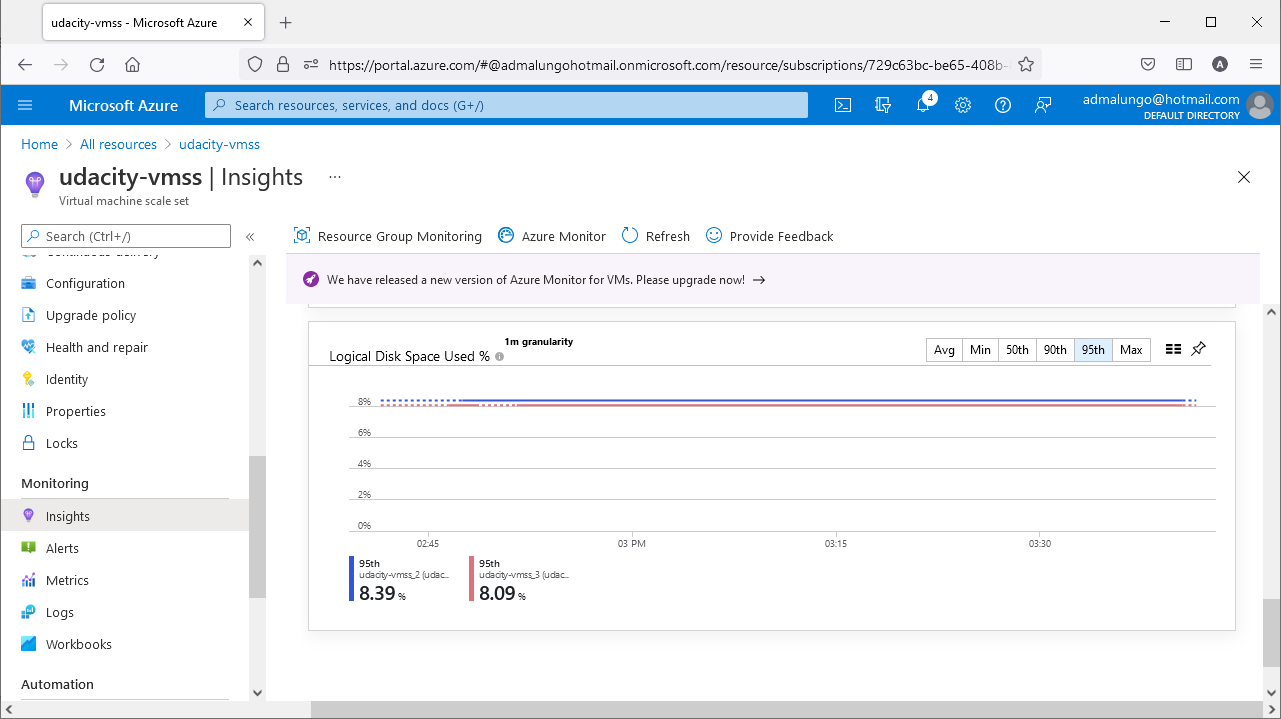 udacity-vmss - Microsoft Azure
https://portal.azure.com/#@admalungohotmail.onmicrosoft.com/resource/subscriptions/729c63bc-be65-408b-
Microsoft Azure
Search resources, services, and docs (G+/)
4
admalungo@hotmail.com
DEFAULT DIRECTORY
A
Home > All resources > udacity-vmss
udacity-vmss | Insights ...
Virtual machine scale set
Search (Ctrl+/)
«
Continuous delivery
Configuration
Upgrade policy
Health and repair
Identity
Properties
Locks
Monitoring
Insights
Alerts
Metrics
Logs
Workbooks
Automation
Resource Group Monitoring
Azure Monitor
Refresh
Provide Feedback
We have released a new version of Azure Monitor for VMs. Please upgrade now! →
1m granularity
Logical Disk Space Used %
Avg
Min
50th
90th
95th
Max
8%
6%
4%
2%
0%
02:45
03 PM
03:15
03:30
95th
udacity-vmss_2 (udac...
8.39 %
95th
udacity-vmss_3 (udac...
8.09 %